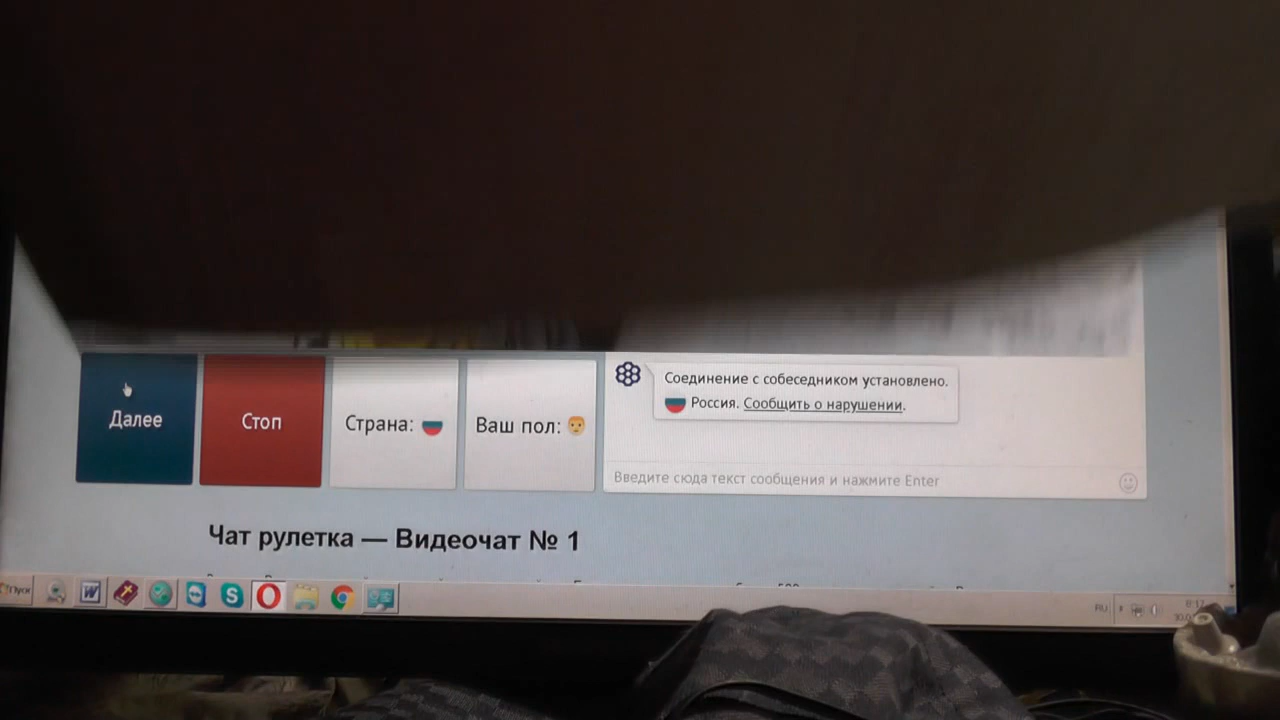 Далее
Стоп
Страна:
Ваш пол:
Соединение с собеседником установлено.
Россия. Сообщить о нарушении.
Введите сюда текст сообщения и нажмите Enter
Чат рулетка — Видеочат № 1
Пуск
RU